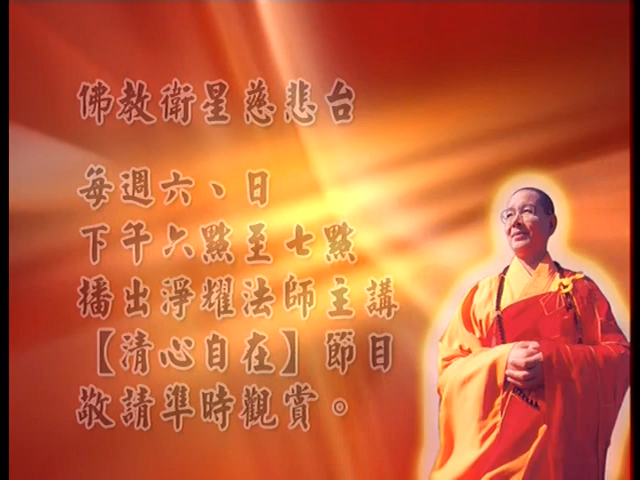 佛教衛星慈悲台
每週六、日
下午六點至七點
播出淨耀法師主講
【清心自在】節目
敬請準時觀賞。